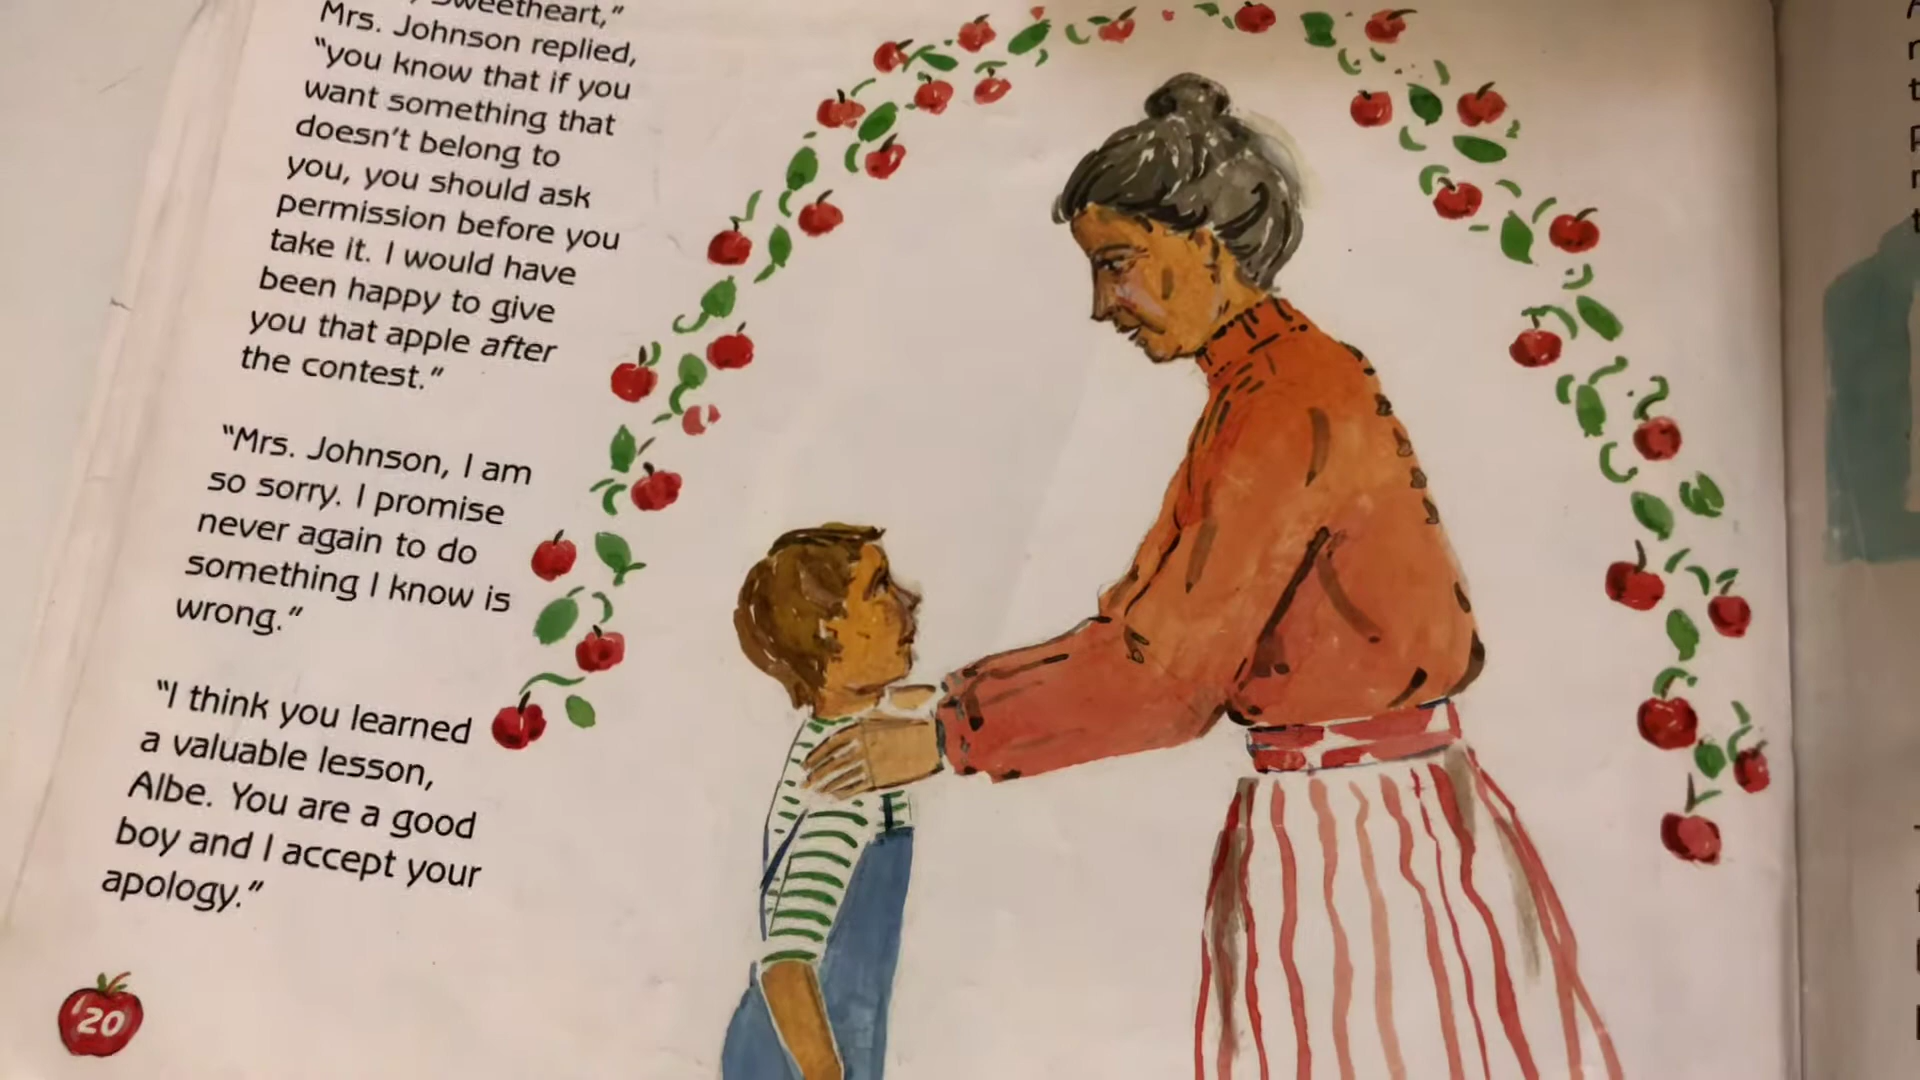 sweetheart,”
Mrs. Johnson replied,
“you know that if you
want something that
doesn’t belong to
you, you should ask
permission before you
take it. I would have
been happy to give
you that apple after
the contest.”
“Mrs. Johnson, I am
so sorry. I promise
never again to do
something I know is
wrong.”
“I think you learned
a valuable lesson,
Albe. You are a good
boy and I accept your
apology.”
20